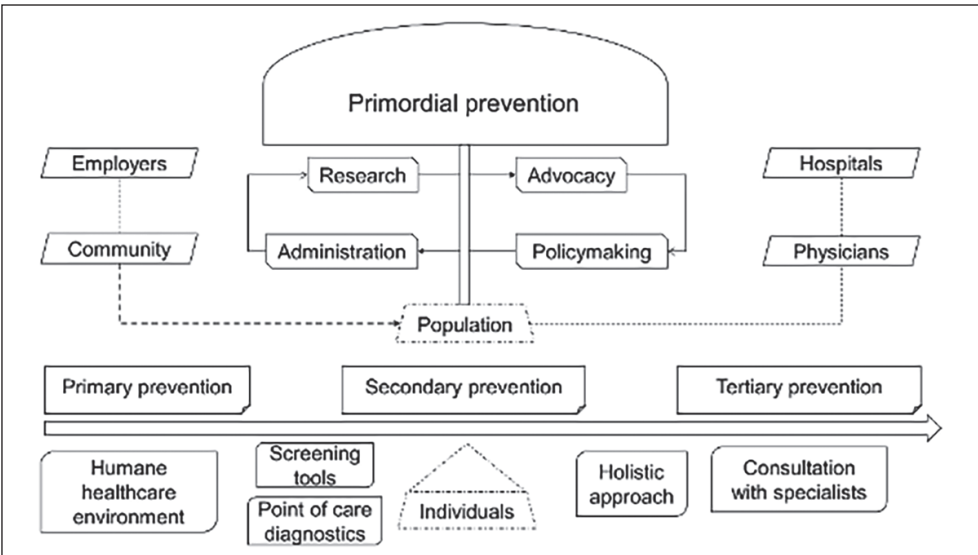 Primordial prevention
Employers
Research
Advocacy
Hospitals
Community
Administration
Policymaking
Physicians
Population
Primary prevention
Secondary prevention
Tertiary prevention
Humane
healthcare
environment
Screening
tools
Point of care
diagnostics
Individuals
Holistic
approach
Consultation
with specialists